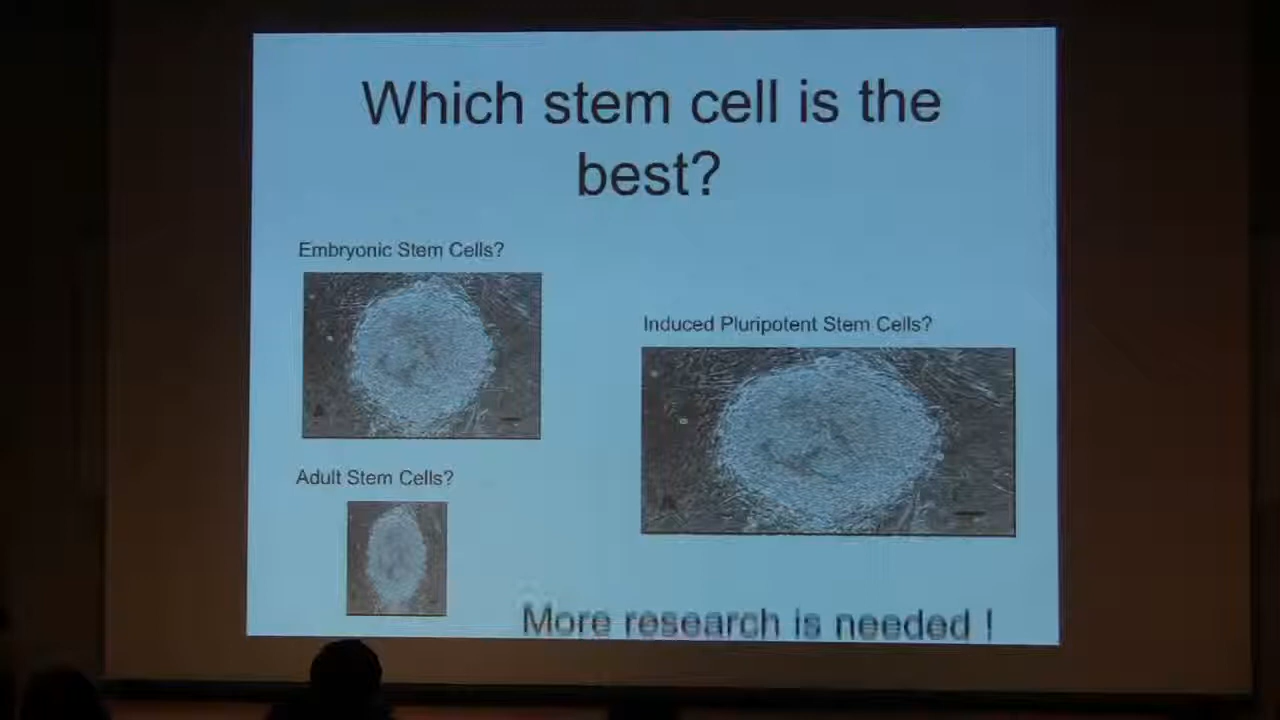 Which stem cell is the
best?
Embryonic Stem Cells?
Induced Pluripotent Stem Cells?
Adult Stem Cells?
More research is needed !